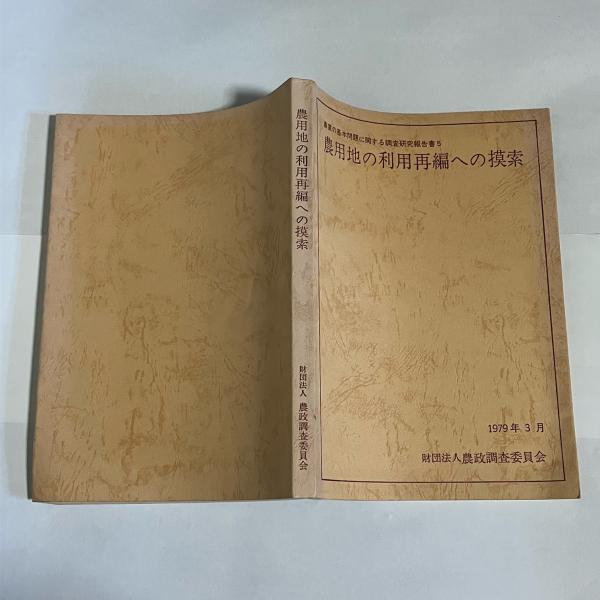 農業の基本問題に関する調査研究報告書5
農用地の利用再編への摸索
1979年3月
財団法人農政調査委員会
農用地の利用再編への摸索
財団法人 農政調査委員会